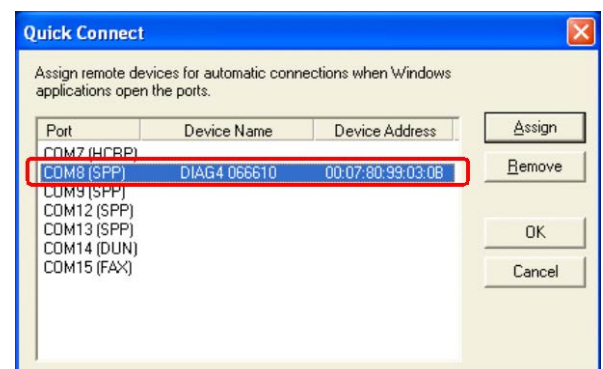 Quick Connect
Assign remote devices for automatic connections when Windows
applications open the ports.
Port Device Name Device Address
COM7 (HCRP)
COM8 (SPP) DIAG4 066610 00:07:80:99:03:0B
COM9 (SPP)
COM12 (SPP)
COM13 (SPP)
COM14 (DUN)
COM15 (FAX)
Assign
Remove
OK
Cancel